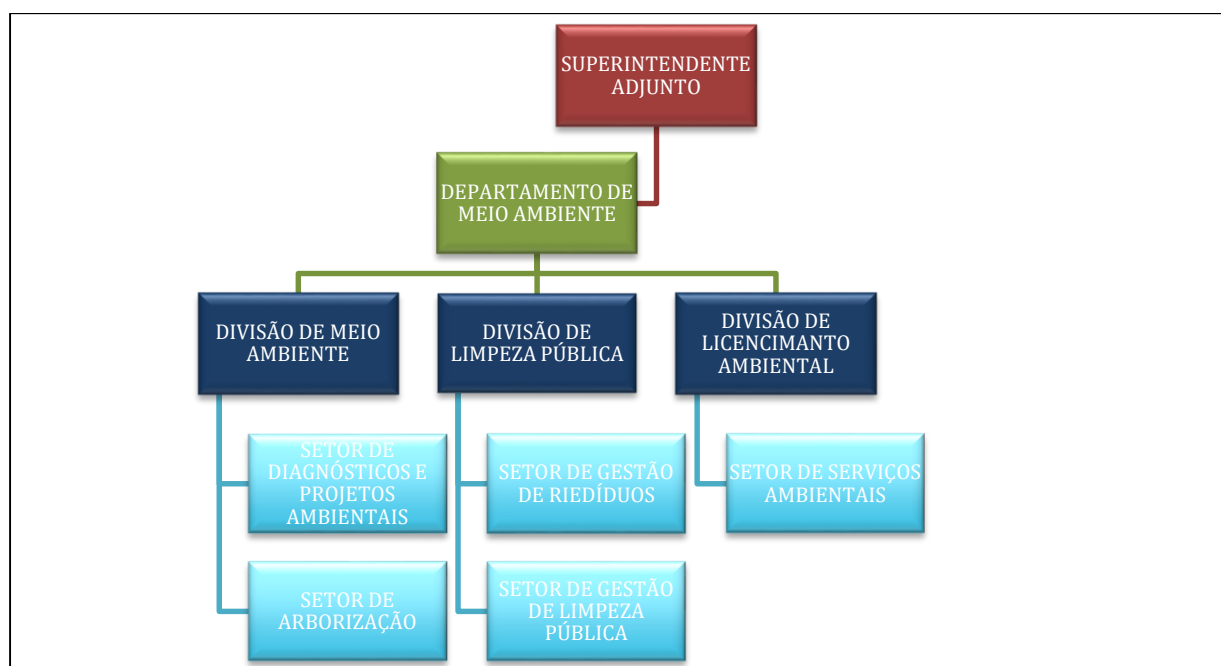 SUPERINTENDENTE
ADJUNTO
DEPARTAMENTO DE
MEIO AMBIENTE
DIVISÃO DE MEIO
AMBIENTE
DIVISÃO DE
LIMPEZA PÚBLICA
DIVISÃO DE
LICENCIMANTO
AMBIENTAL
SETOR DE
DIAGNÓSTICOS E
PROJETOS
AMBIENTAIS
SETOR DE GESTÃO
DE RIEDÍDUOS
SETOR DE SERVIÇOS
AMBIENTAIS
SETOR DE
ARBORIZAÇÃO
SETOR DE GESTÃO
DE LIMPEZA
PÚBLICA